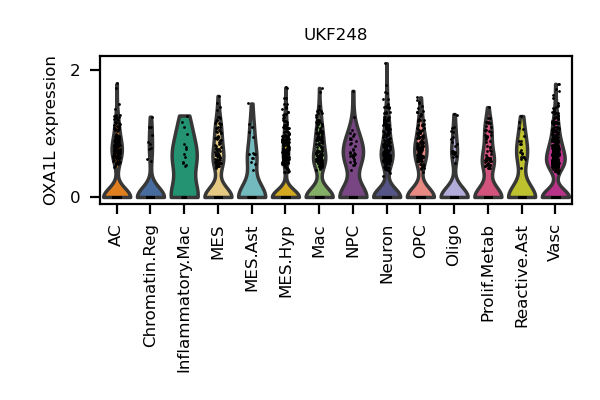 UKF248
OXA1L expression
2
0
AC
Chromatin.Reg
Inflammatory.Mac
MES
MES.Ast
MES.Hyp
Mac
NPC
Neuron
OPC
Oligo
Prolif.Metab
Reactive.Ast
Vasc